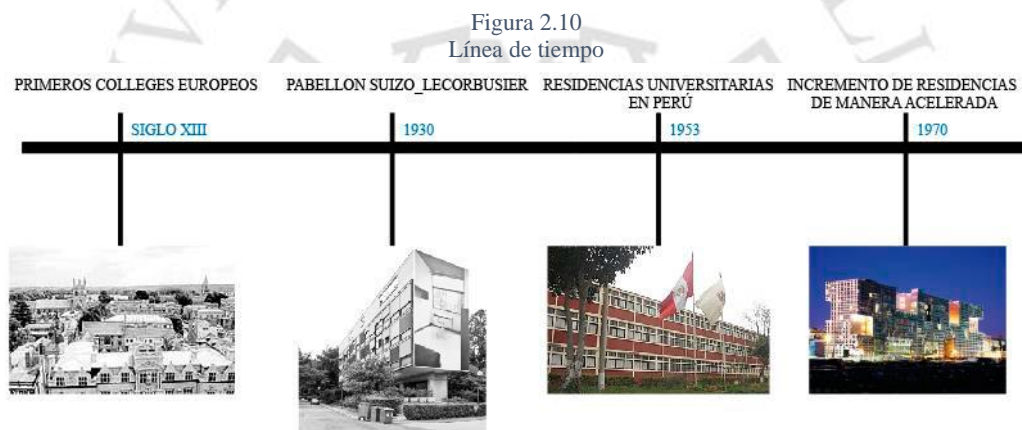 Figura 2.10
Línea de tiempo
PRIMEROS COLLEGES EUROPEOS
SIGLO XIII
PABELLON SUIZO_LECORBUSIER
1930
RESIDENCIAS UNIVERSITARIAS
EN PERÚ
1953
INCREMENTO DE RESIDENCIAS
DE MANERA ACELERADA
1970